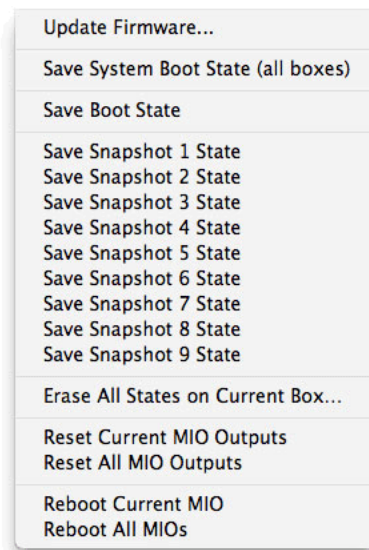 Update Firmware...
Save System Boot State (all boxes)
Save Boot State
Save Snapshot 1 State
Save Snapshot 2 State
Save Snapshot 3 State
Save Snapshot 4 State
Save Snapshot 5 State
Save Snapshot 6 State
Save Snapshot 7 State
Save Snapshot 8 State
Save Snapshot 9 State
Erase All States on Current Box...
Reset Current MIO Outputs
Reset All MIO Outputs
Reboot Current MIO
Reboot All MIOs